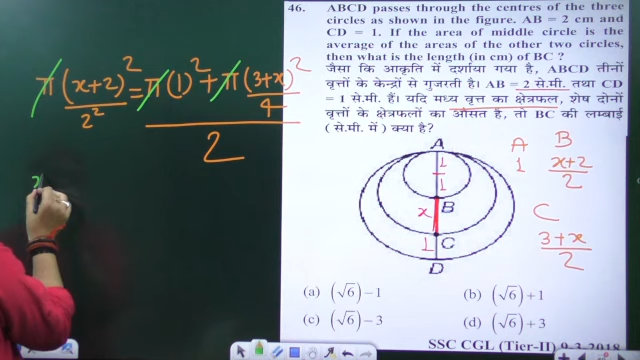 46. ABCD passes through the centres of the three
circles as shown in the figure. AB = 2 cm and
CD = 1. If the area of middle circle is the
average of the areas of the other two circles,
then what is the length (in cm) of BC ?
जैसा कि आकृति में दर्शाया गया है, ABCD तीनों
वृत्तों के केन्द्रों से गुजरती है। AB = 2 से.मी. तथा CD
= 1 से.मी. हैं। यदि मध्य वृत्त का क्षेत्रफल, शेष दोनों
वृत्तों के क्षेत्रफलों का औसत है, तो BC की लम्बाई
( से.मी. में ) क्या है?
π(x+2)²/2² = (π(1)² + π(3+x)²/4)/2
x
A
1
1
B
x
C
1
D
A B
1 x+2/2
C
3+x/2
(a) (√6)−1 (b) (√6)+1
(c) (√6)−3 (d) (√6)+3
SSC CGL (Tier-II) 9-3-2018